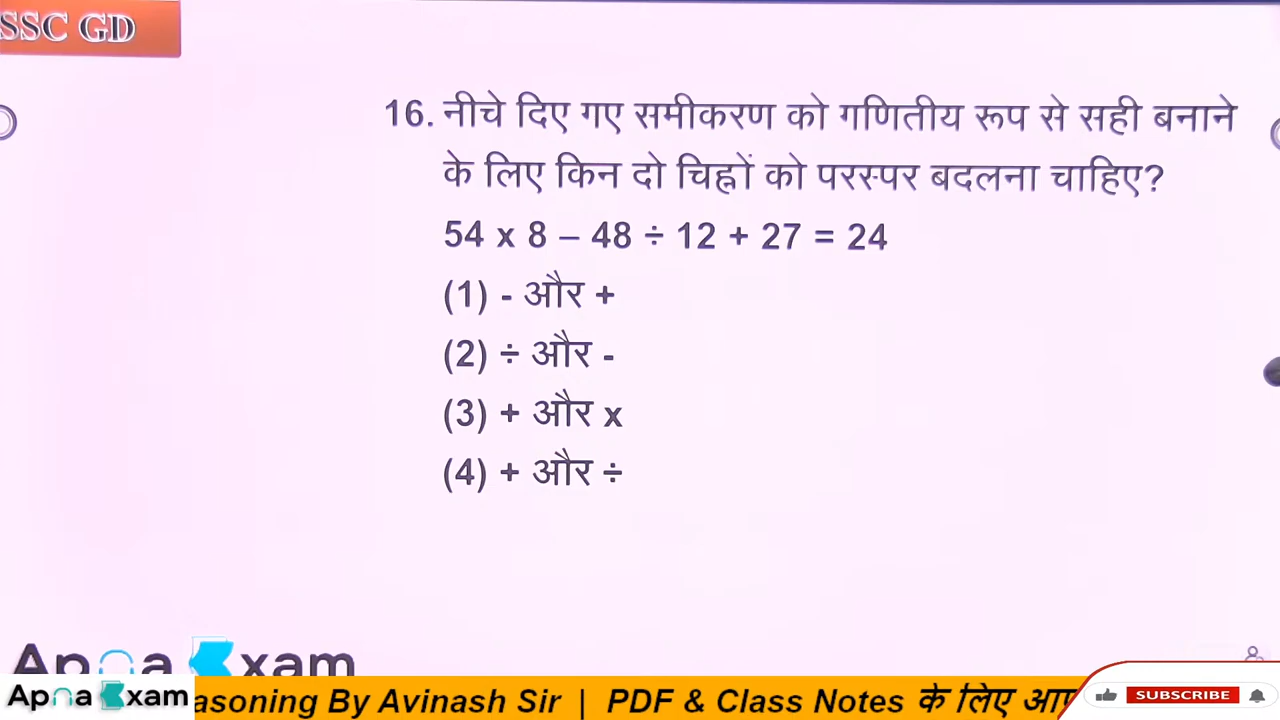 SSC GD
16. नीचे दिए गए समीकरण को गणितीय रूप से सही बनाने
के लिए किन दो चिह्नों को परस्पर बदलना चाहिए?
54 x 8 – 48 ÷ 12 + 27 = 24
(1) - और +
(2) ÷ और -
(3) + और x
(4) + और ÷
Apna Exam
Apna Exam
asoning By Avinash Sir | PDF & Class Notes के लिए आप
SUBSCRIBE